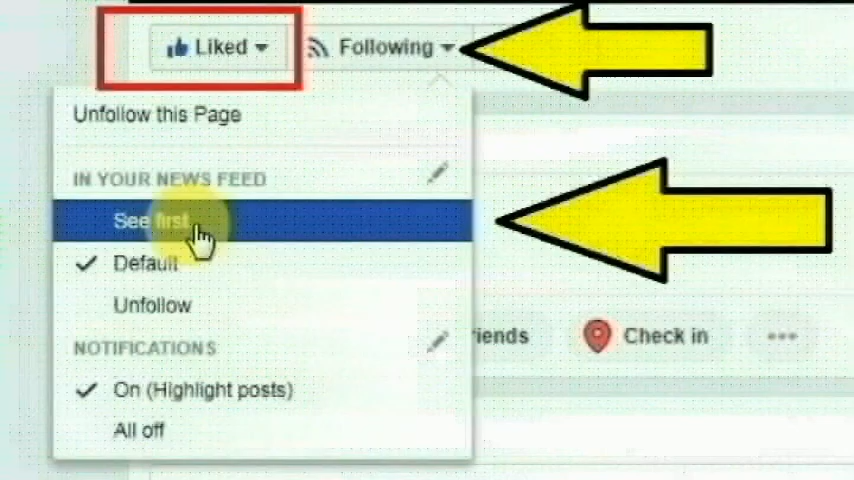 Liked Following
Unfollow this Page
IN YOUR NEWS FEED
See first
Default
Unfollow
riends Check in
NOTIFICATIONS
On (Highlight posts)
All off